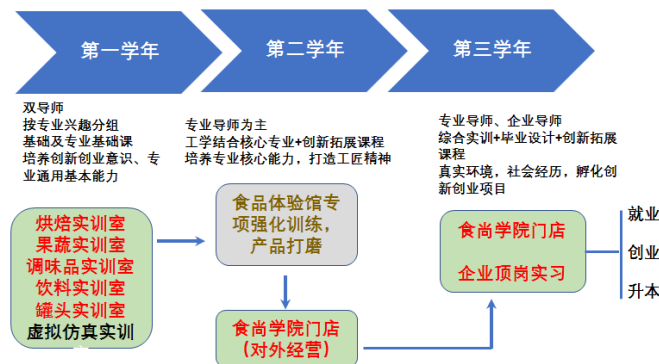 第一学年
第二学年
第三学年
双导师
按专业兴趣分组
基础及专业基础课
培养创新创业意识、专
业通用基本能力
专业导师为主
工学结合核心专业+创新拓展课程
培养专业核心能力，打造工匠精神
专业导师、企业导师
综合实训+毕业设计+创新拓展
课程
真实环境，社会经历，孵化创
新创业项目
烘焙实训室
果蔬实训室
调味品实训室
饮料实训室
罐头实训室
虚拟仿真实训
食品体验馆专
项强化训练，
产品打磨
食尚学院门店
（对外经营）
食尚学院门店
企业顶岗实习
就业
创业
升本